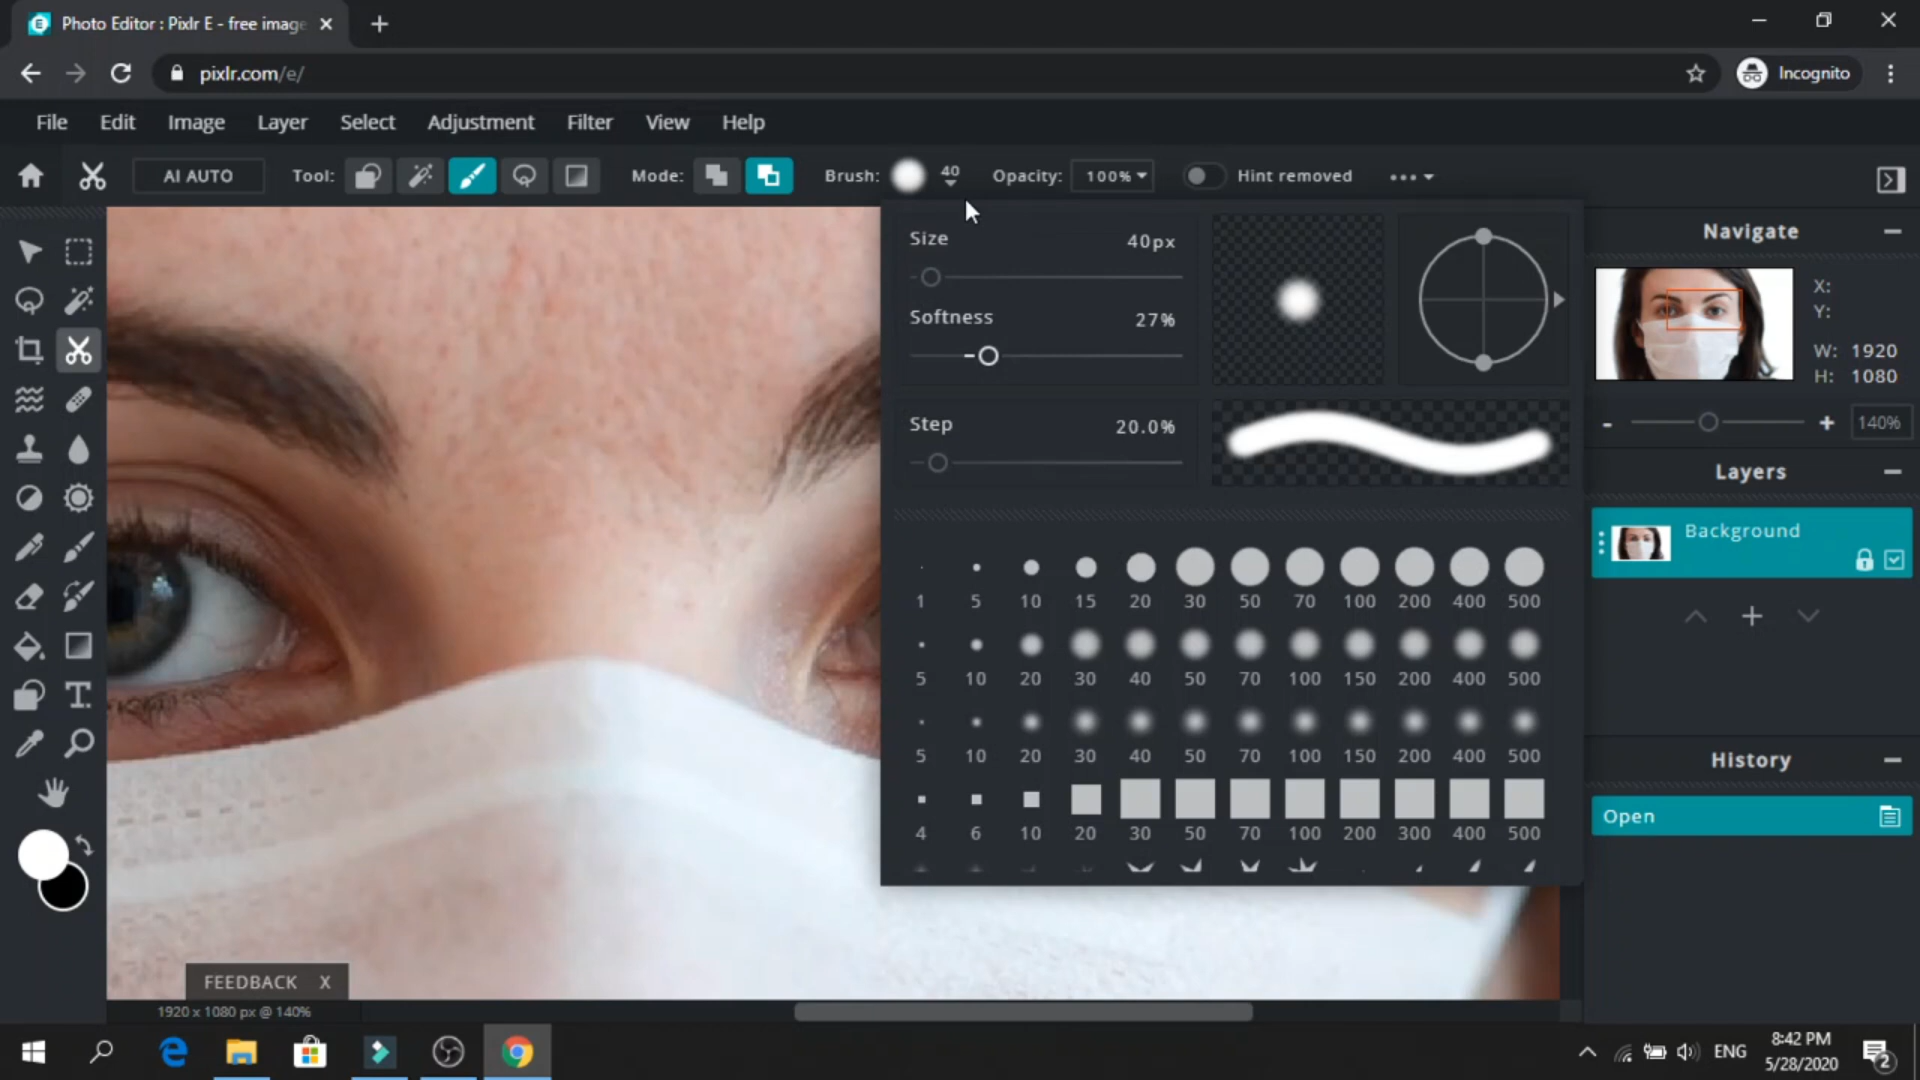 Photo Editor : Pixlr E - free image
pixlr.com/e/
Incognito
File Edit Image Layer Select Adjustment Filter View Help
AI AUTO Tool: Mode: Brush: 40 Opacity: 100% Hint removed
Size 40px
Softness 27%
Step 20.0%
1 5 10 15 20 30 50 70 100 200 400 500
5 10 20 30 40 50 70 100 150 200 400 500
5 10 20 30 40 50 70 100 150 200 400 500
4 6 10 20 30 50 70 100 200 300 400 500
Navigate
X:
Y:
W: 1920
H: 1080
- + 140%
Layers
Background
History
Open
FEEDBACK X
1920 x 1080 px @ 140%
ENG
8:42 PM
5/28/2020
2